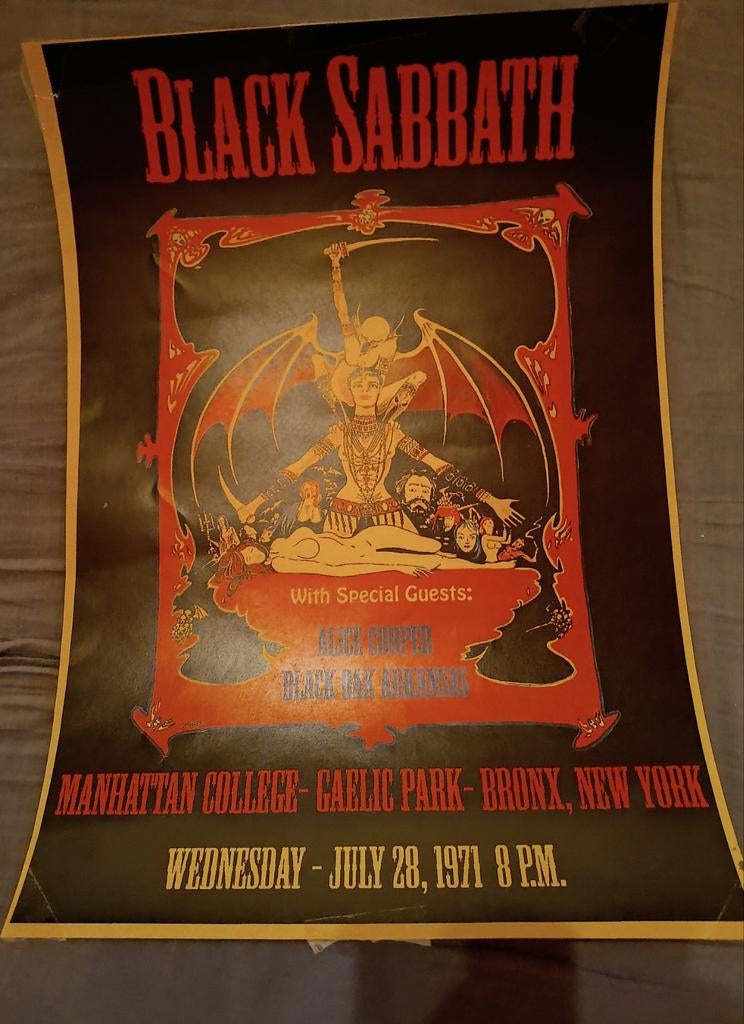 BLACK SABBATH
With Special Guests:
ALICE COOPER
BLACK OAK ARKANSAS
MANHATTAN COLLEGE- GAELIC PARK- BRONX, NEW YORK
WEDNESDAY - JULY 28, 1971 8 P.M.